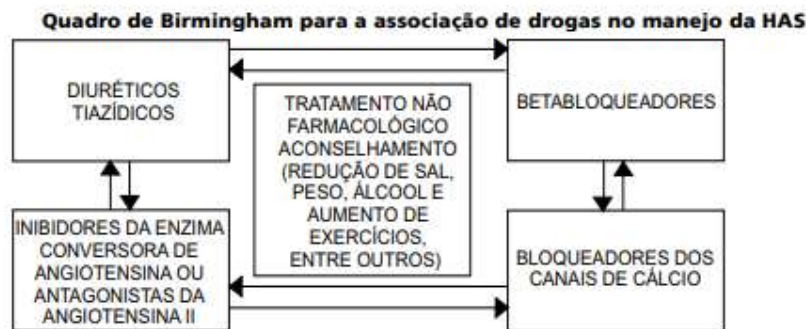 Quadro de Birmingham para a associação de drogas no manejo da HAS
DIURÉTICOS
TIAZÍDICOS
TRATAMENTO NÃO
FARMACOLÓGICO
ACONSELHAMENTO
(REDUÇÃO DE SAL,
PESO, ÁLCOOL E
AUMENTO DE
EXERCÍCIOS,
ENTRE OUTROS)
BETABLOQUEADORES
INIBIDORES DA ENZIMA
CONVERSORA DE
ANGIOTENSINA OU
ANTAGONISTAS DA
ANGIOTENSINA II
BLOQUEADORES DOS
CANAIS DE CÁLCIO